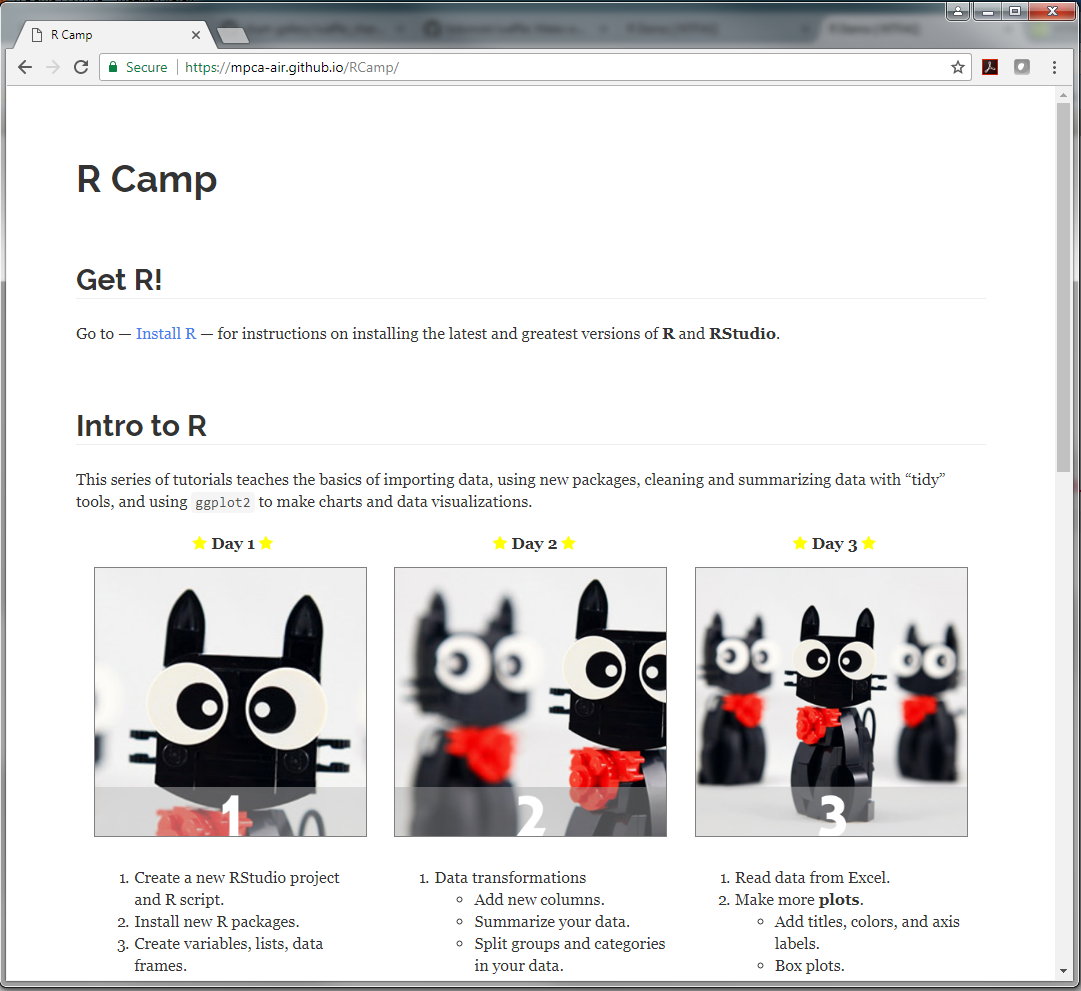 R Camp
Secure https://mpca-air.github.io/RCamp/
R Camp
Get R!
Go to — Install R — for instructions on installing the latest and greatest versions of R and RStudio.
Intro to R
This series of tutorials teaches the basics of importing data, using new packages, cleaning and summarizing data with “tidy”
tools, and using ggplot2 to make charts and data visualizations.
Day 1
Day 2
Day 3
1
2
3
1. Create a new RStudio project
and R script.
2. Install new R packages.
3. Create variables, lists, data
frames.
1. Data transformations
Add new columns.
Summarize your data.
Split groups and categories
in your data.
1. Read data from Excel.
2. Make more plots.
Add titles, colors, and axis
labels.
Box plots.